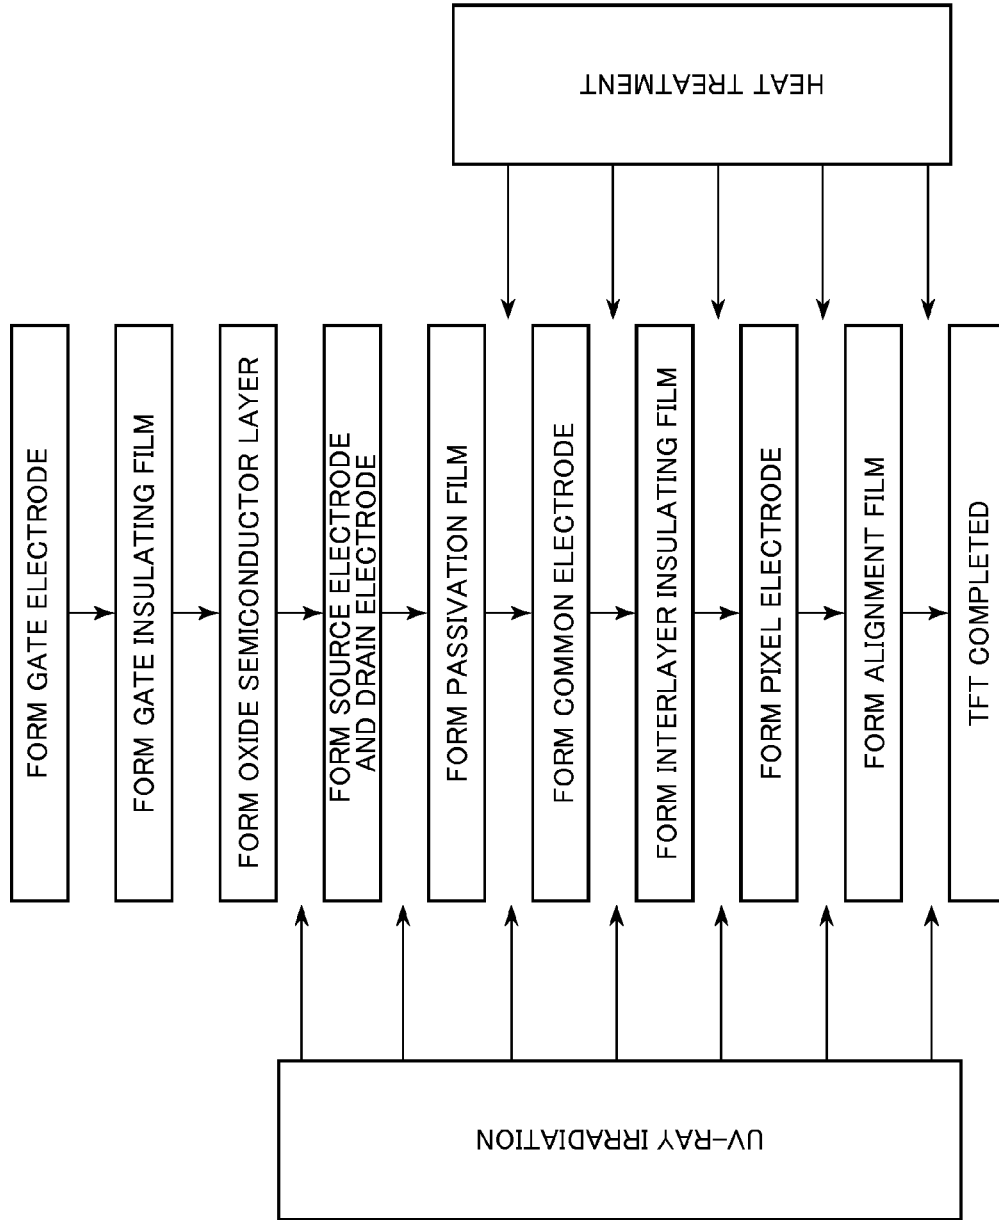 HEAT TREATMENT
FORM GATE ELECTRODE
FORM GATE INSULATING FILM
FORM OXIDE SEMICONDUCTOR LAYER
FORM SOURCE ELECTRODE
AND DRAIN ELECTRODE
FORM PASSIVATION FILM
FORM COMMON ELECTRODE
FORM INTERLAYER INSULATING FILM
FORM PIXEL ELECTRODE
FORM ALIGNMENT FILM
TFT COMPLETED
UV-RAY IRRADIATION